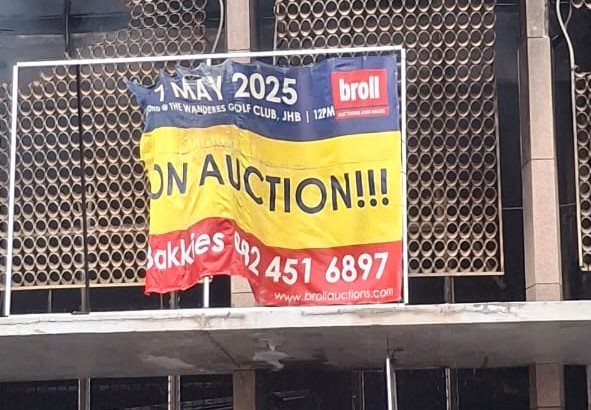 7 MAY 2025
@ THE WANDERES GOLF CLUB, JHB | 12PM
broll
AUCTIONS AND SALES
ON AUCTION!!!
Bakkies 082 451 6897
www.brollauctions.com